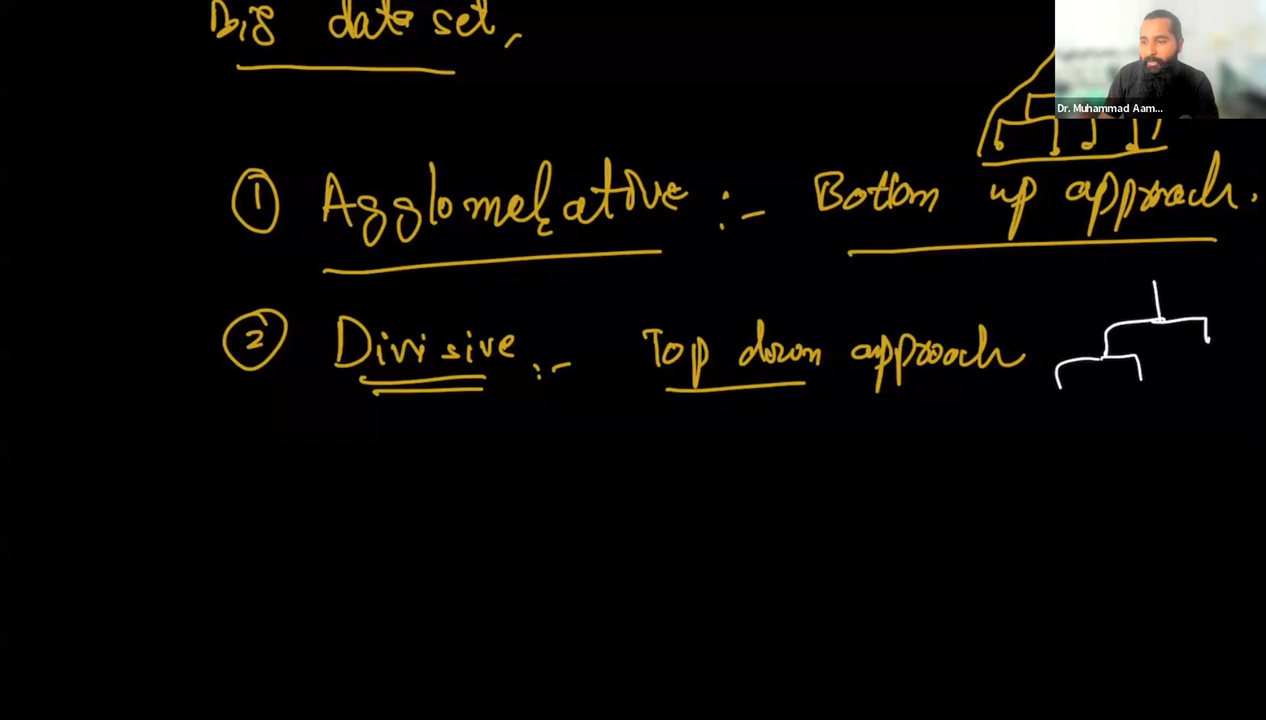 Big data set,
Dr. Muhammad Aam...
① Agglomerative :- Bottom up approach.
② Divisive :- Top down approach